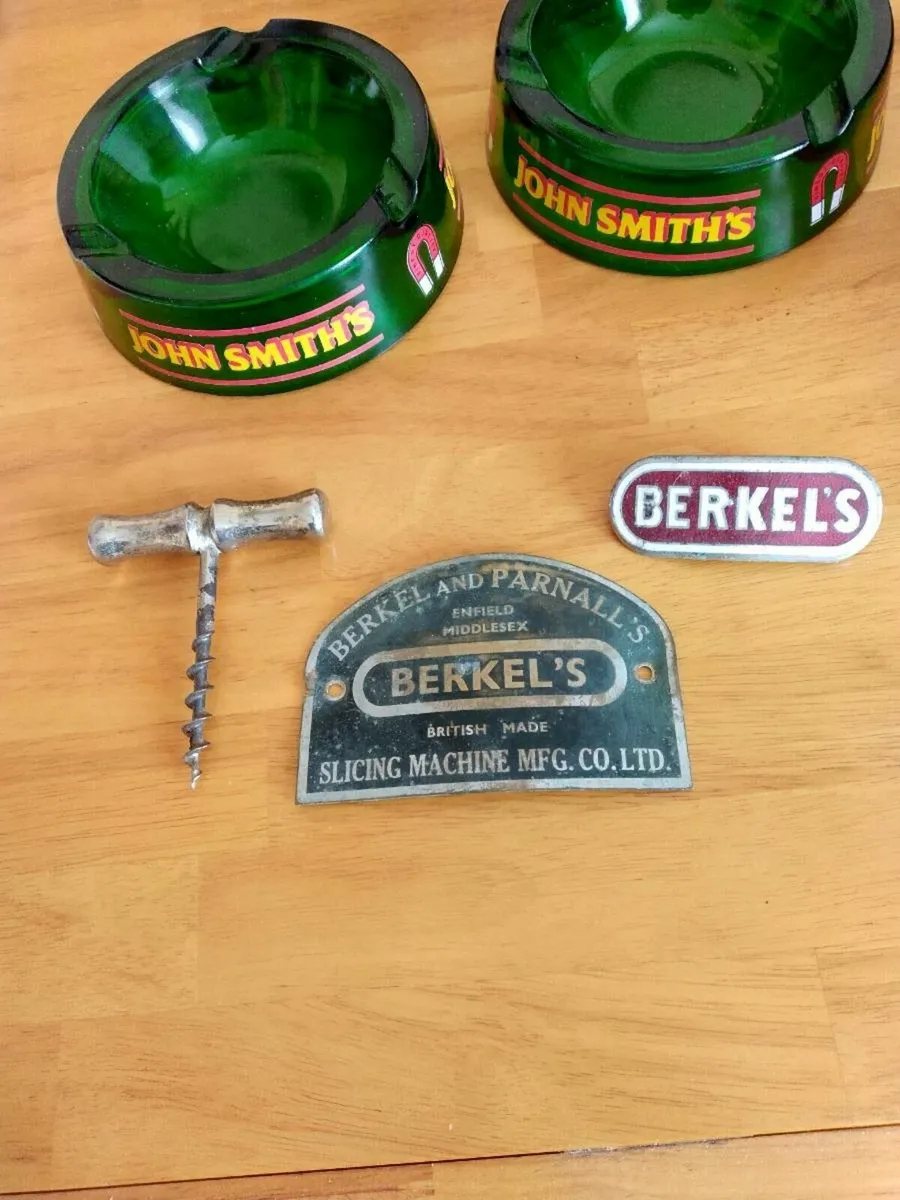 JOHN SMITH'S
JOHN SMITH'S
BERKEL'S
BERKEL AND PARNALL'S
ENFIELD
MIDDLESEX
BERKEL'S
BRITISH MADE
SLICING MACHINE MFG. CO. LTD.